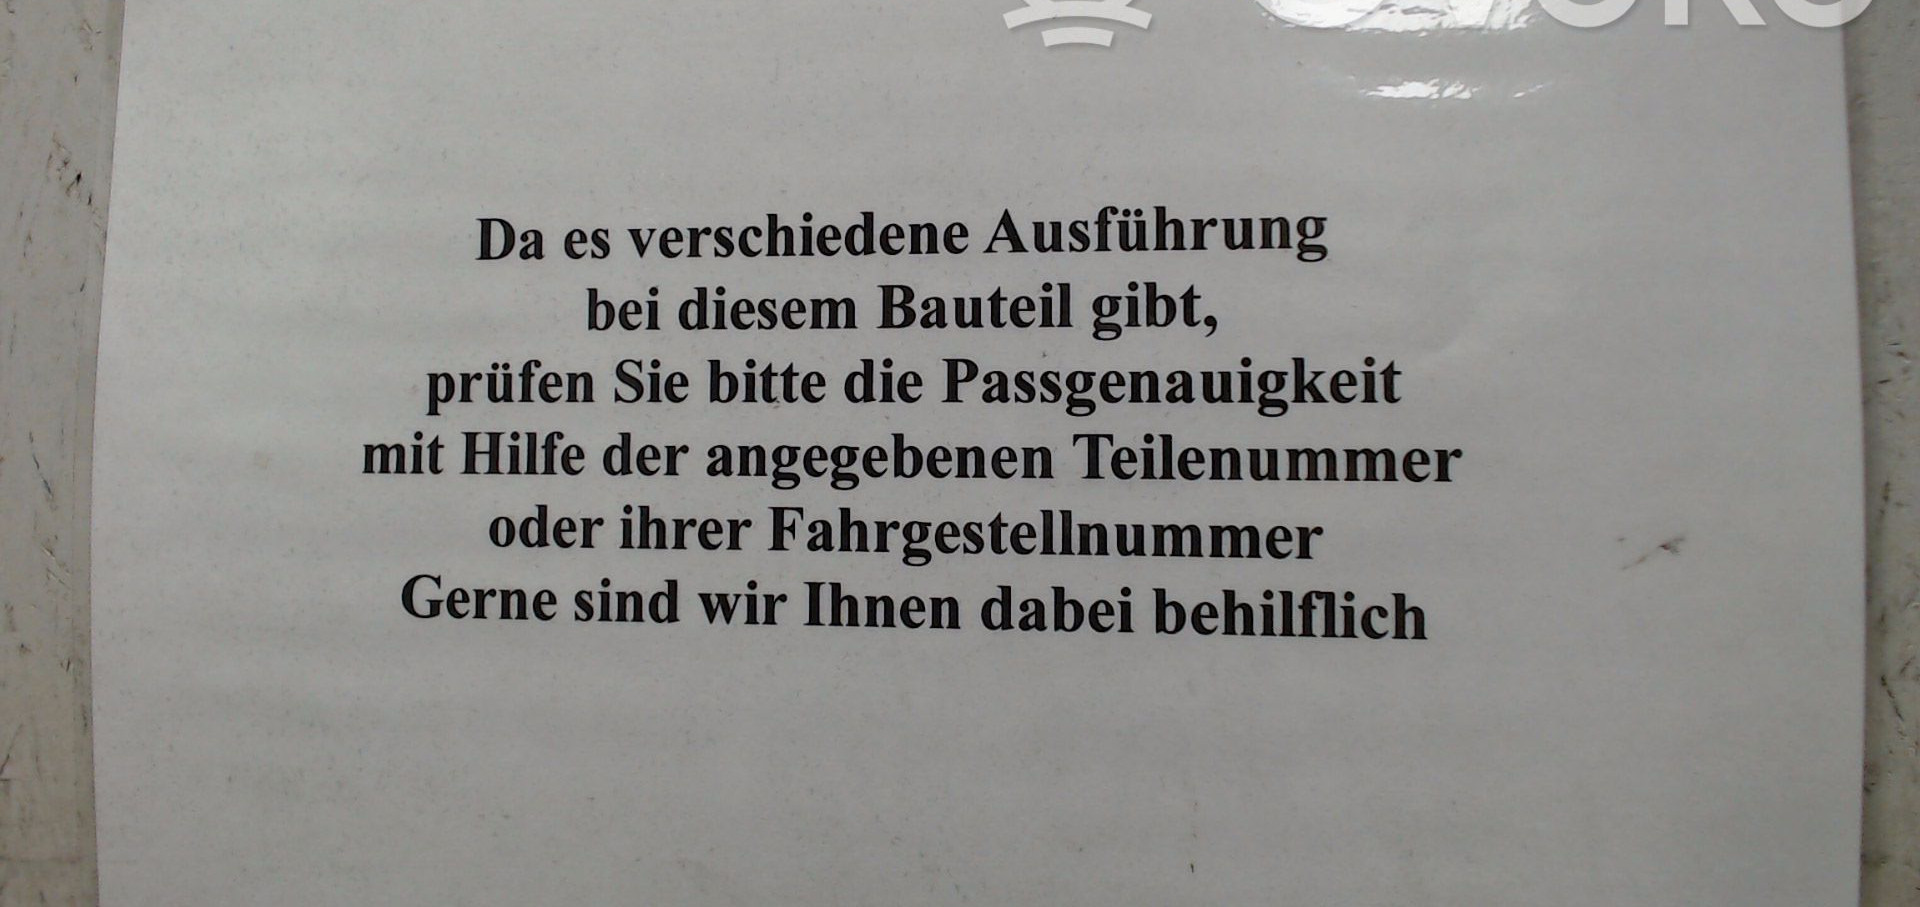 Da es verschiedene Ausführung
bei diesem Bauteil gibt,
prüfen Sie bitte die Passgenauigkeit
mit Hilfe der angegebenen Teilenummer
oder ihrer Fahrgestellnummer
Gerne sind wir Ihnen dabei behilflich